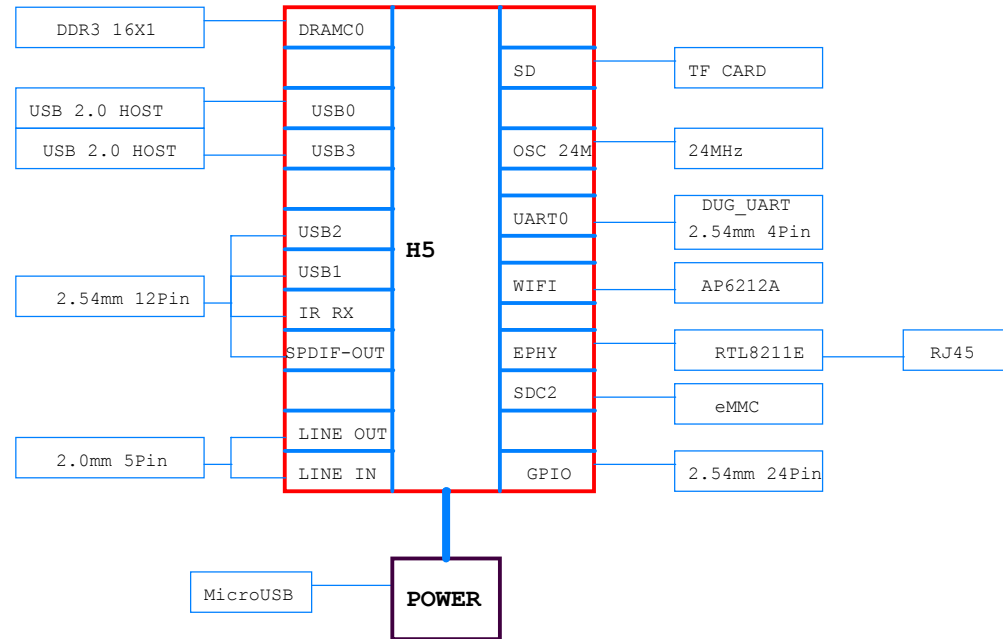 DDR3 16X1
DRAMC0
SD
TF CARD
USB 2.0 HOST
USB0
USB 2.0 HOST
USB3
OSC 24M
24MHz
DUG_UART
2.54mm 4Pin
UART0
USB2
H5
USB1
WIFI
AP6212A
2.54mm 12Pin
IR RX
SPDIF-OUT
EPHY
RTL8211E
RJ45
SDC2
eMMC
LINE OUT
2.0mm 5Pin
LINE IN
GPIO
2.54mm 24Pin
MicroUSB
POWER